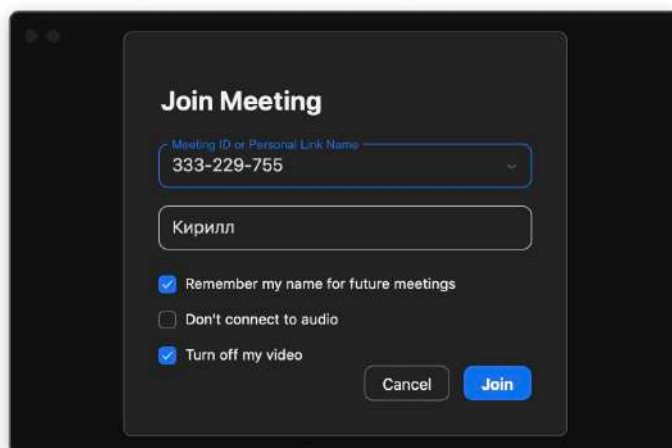 Join Meeting
Meeting ID or Personal Link Name
333-229-755
Кирилл
Remember my name for future meetings
Don't connect to audio
Turn off my video
Cancel Join